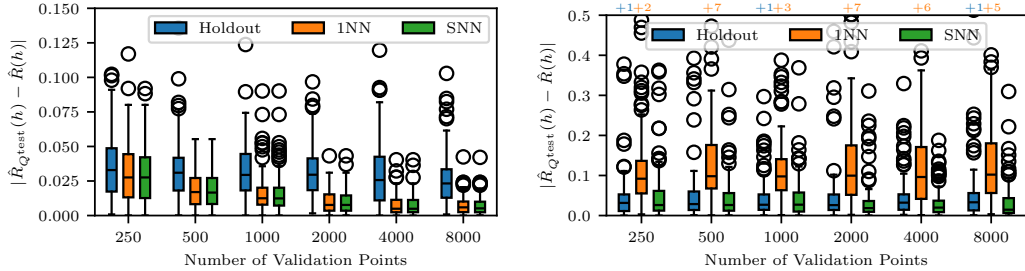 0.150
0.125
0.100
0.075
0.050
0.025
0.000
|R̂_{Q^test}(h) − R̂(h)|
Holdout 1NN SNN
250 500 1000 2000 4000 8000
Number of Validation Points
+1+2 +7 +1+3 +7 +6 +1+5
0.5
0.4
0.3
0.2
0.1
0.0
|R̂_{Q^test}(h) − R̂(h)|
Holdout 1NN SNN
250 500 1000 2000 4000 8000
Number of Validation Points